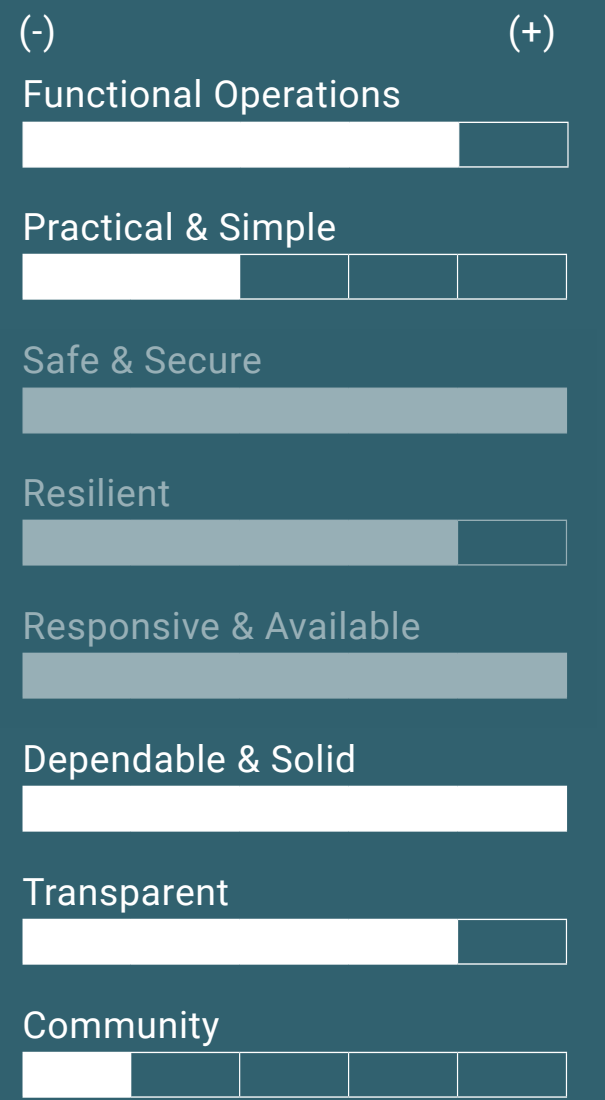 (-) (+)
Functional Operations
Practical & Simple
Safe & Secure
Resilient
Responsive & Available
Dependable & Solid
Transparent
Community